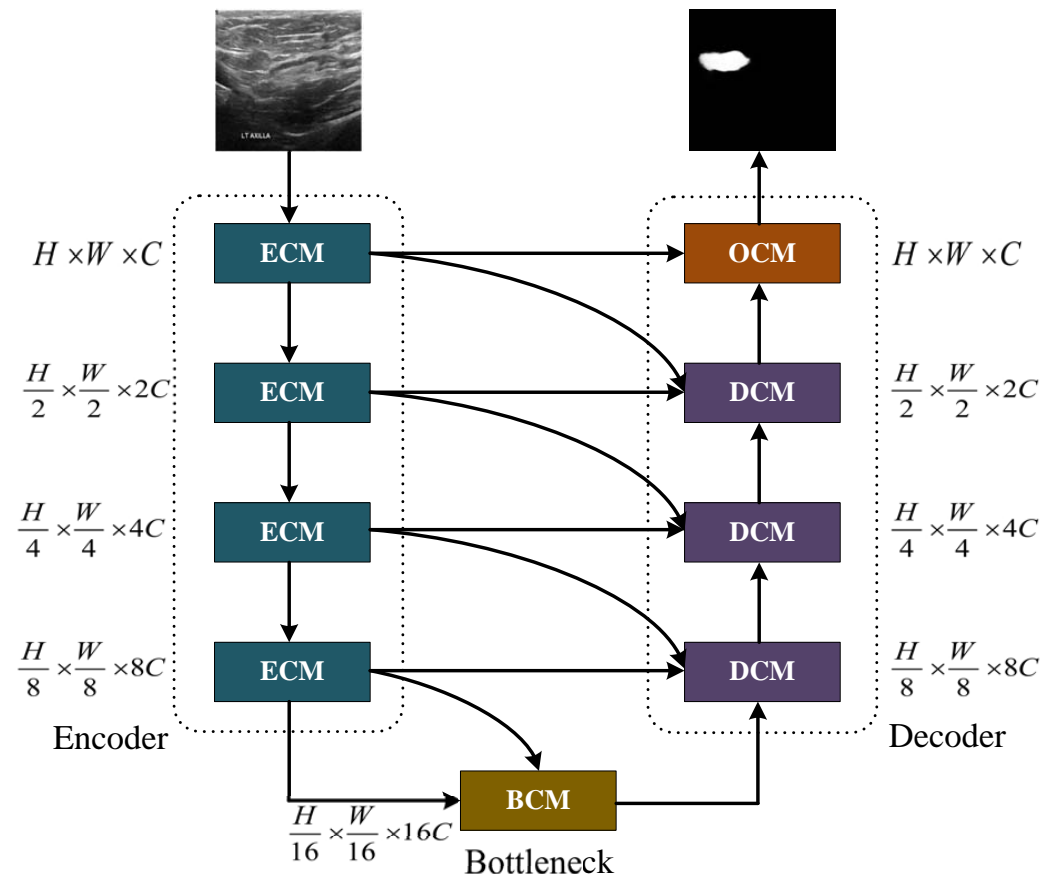 LT AXILLA
H × W × C
ECM
OCM
H × W × C
H/2 × W/2 × 2C
ECM
DCM
H/2 × W/2 × 2C
H/4 × W/4 × 4C
ECM
DCM
H/4 × W/4 × 4C
H/8 × W/8 × 8C
ECM
DCM
H/8 × W/8 × 8C
Encoder
Decoder
BCM
H/16 × W/16 × 16C
Bottleneck